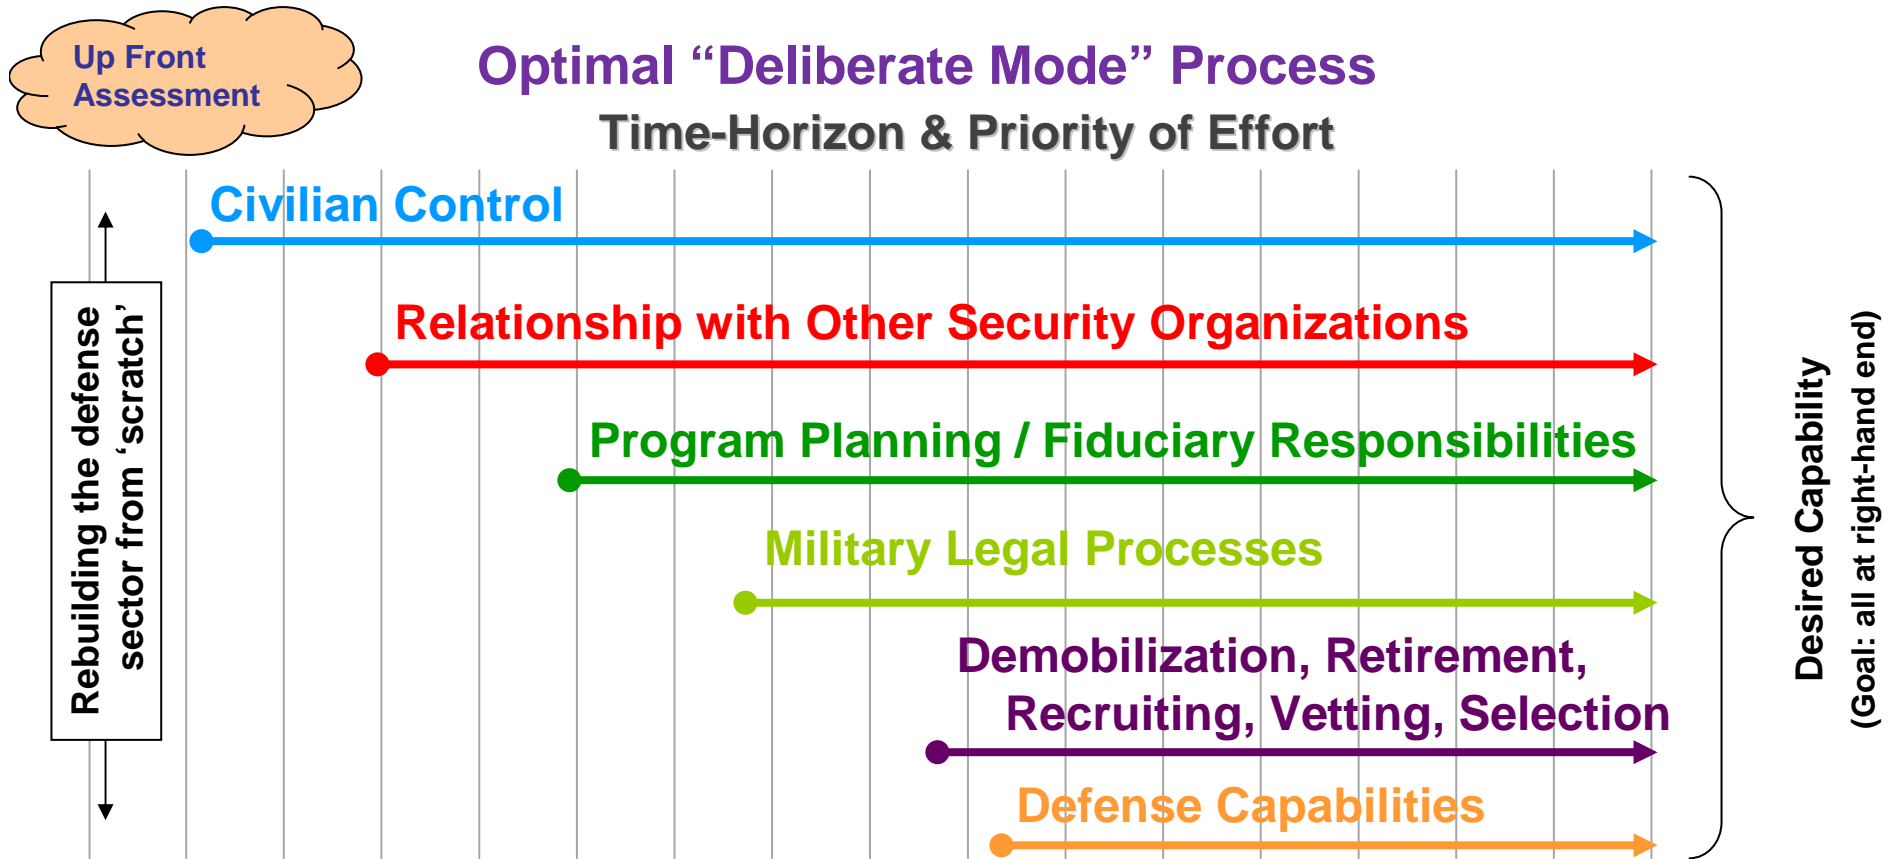 Up Front
Assessment
Optimal “Deliberate Mode” Process
Time-Horizon & Priority of Effort
Civilian Control
Relationship with Other Security Organizations
Program Planning / Fiduciary Responsibilities
Military Legal Processes
Demobilization, Retirement,
Recruiting, Vetting, Selection
Defense Capabilities
Rebuilding the defense
sector from ‘scratch’
Desired Capability
(Goal: all at right-hand end)